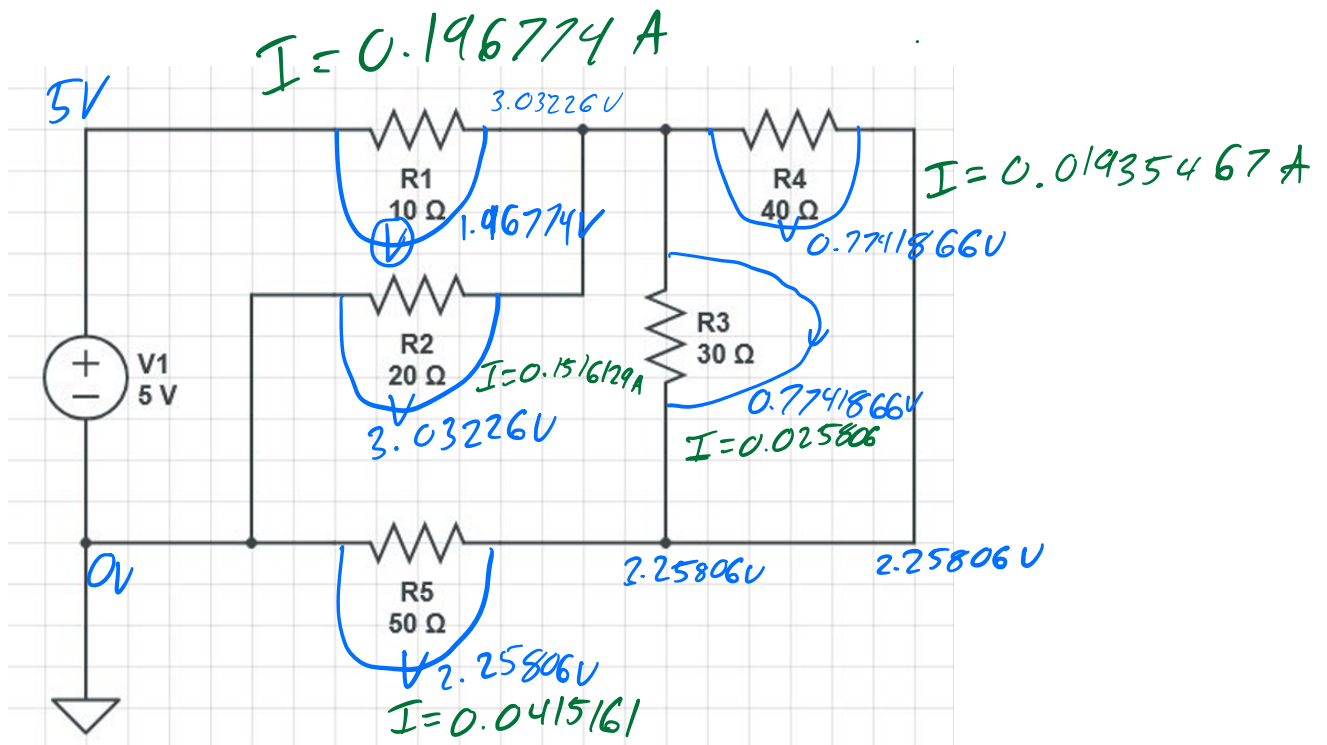 I = 0.196774 A
5V
3.03226V
R1
10 Ω
R4
40 Ω
I = 0.01935467 A
V
1.96774V
V
0.7741866V
R3
30 Ω
V1
5 V
R2
20 Ω
I=0.1516129A
V
V
3.03226V
0.7741866V
I=0.025806
0V
R5
50 Ω
2.25806V
2.25806V
V
2.25806V
I=0.0415161